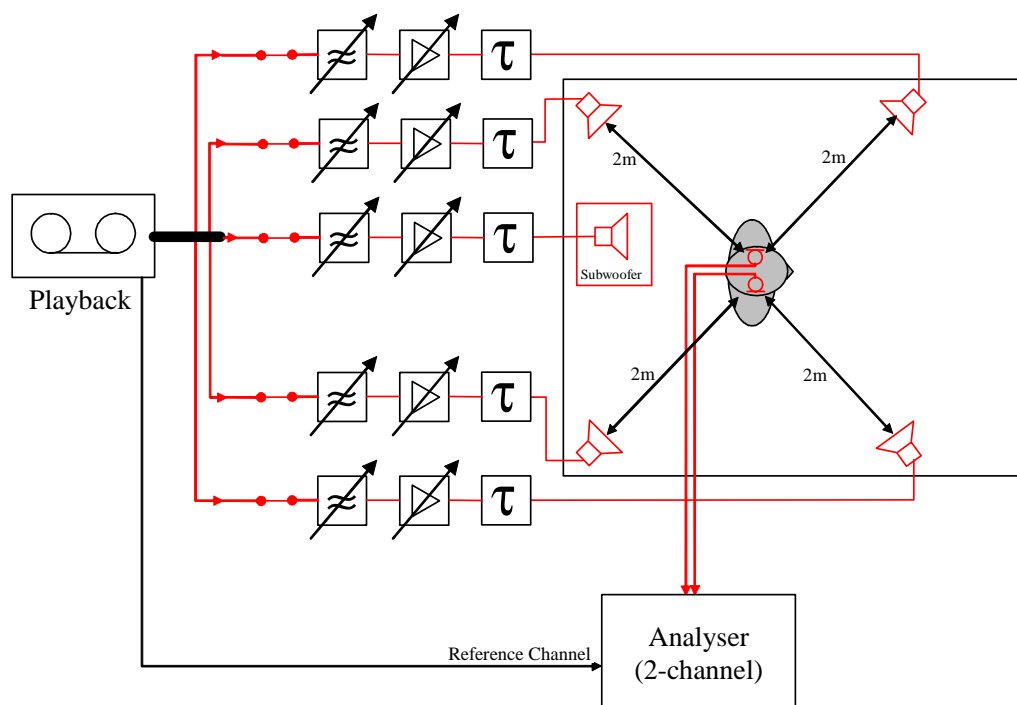 τ
τ
2m
2m
τ
Playback
Subwoofer
2m
2m
τ
τ
Reference Channel
Analyser
(2-channel)